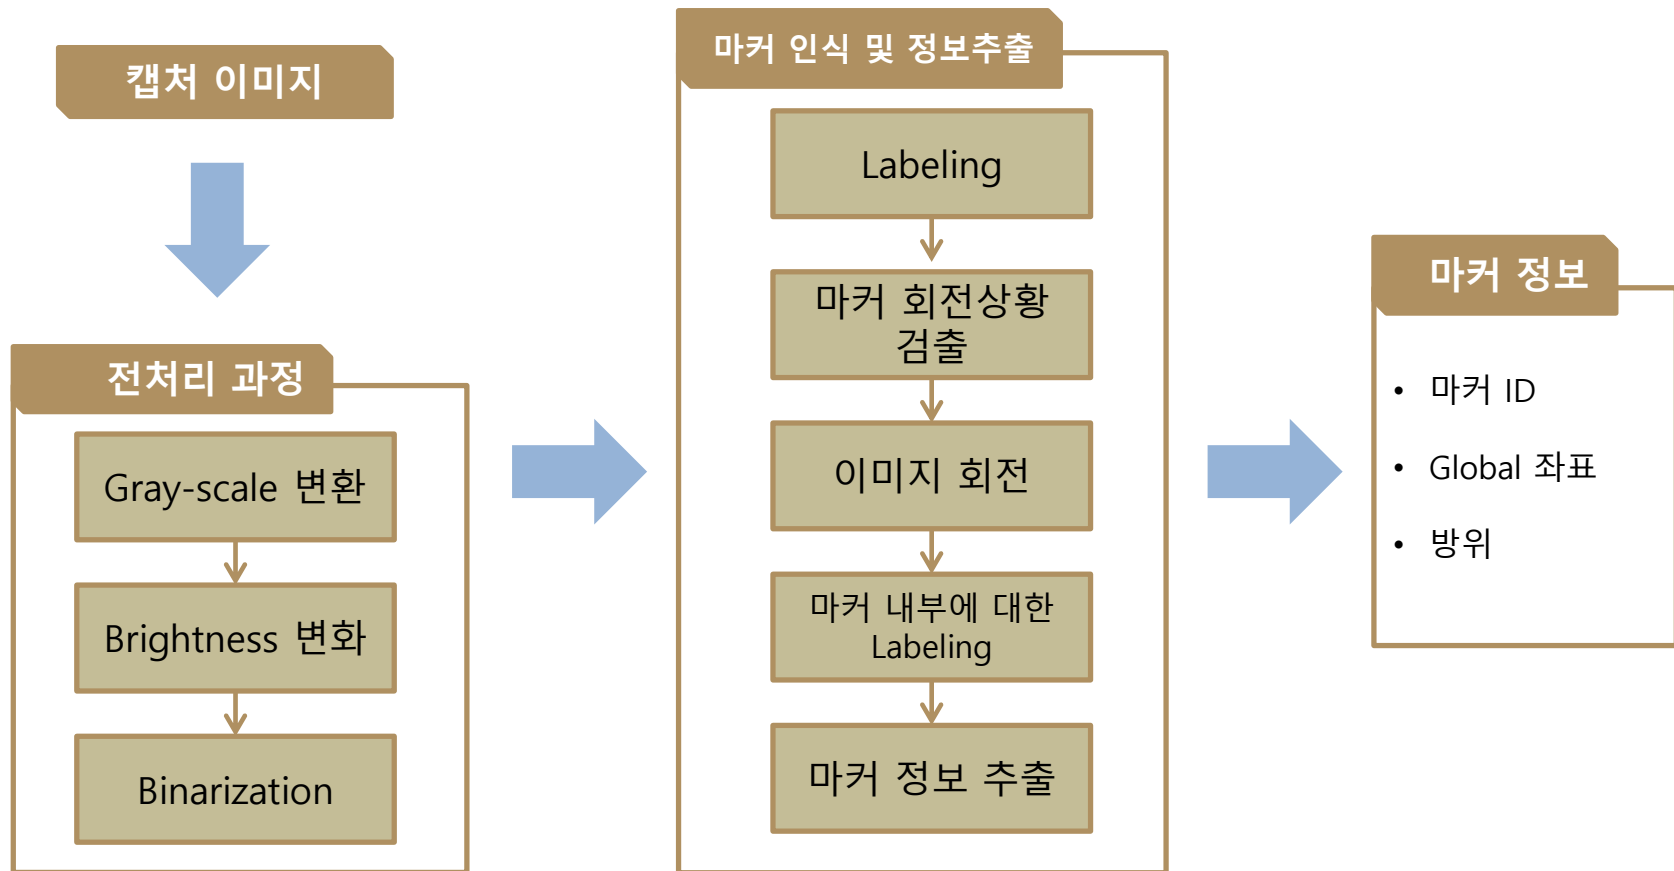 캡처 이미지
전처리 과정
Gray-scale 변환
Brightness 변화
Binarization
마커 인식 및 정보추출
Labeling
마커 회전상황
검출
이미지 회전
마커 내부에 대한
Labeling
마커 정보 추출
마커 정보
• 마커 ID
• Global 좌표
• 방위